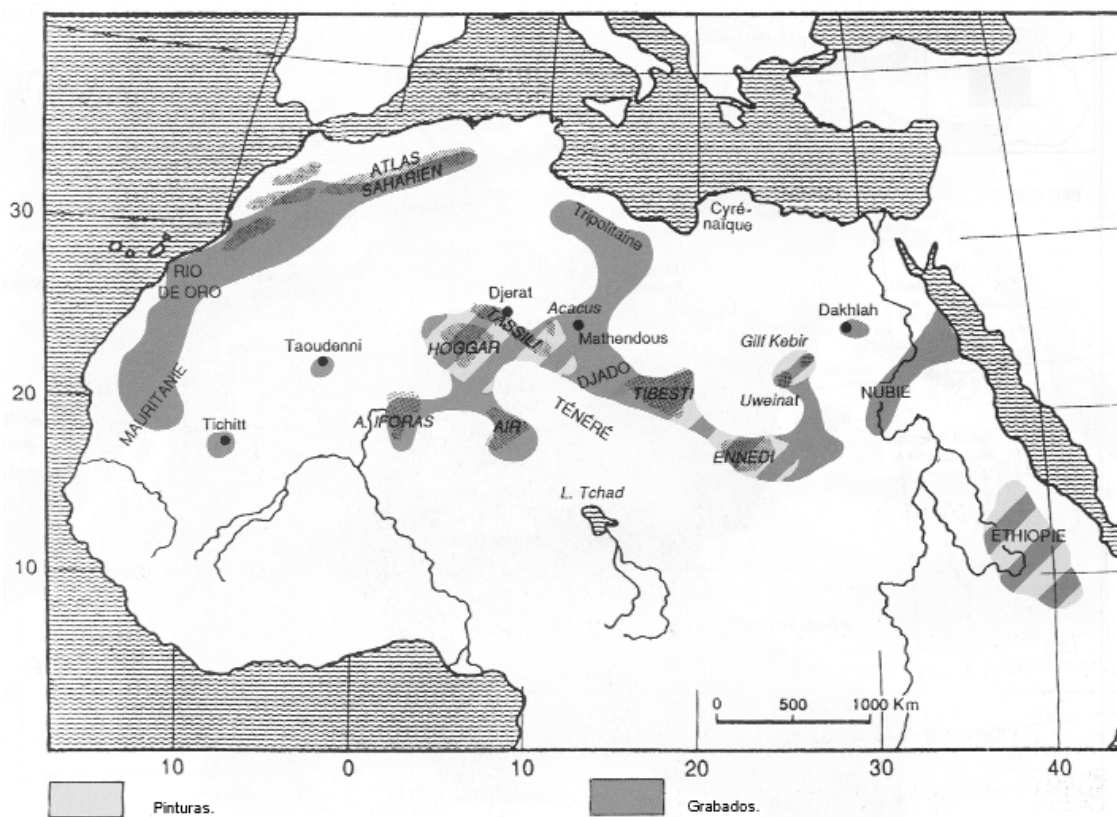 ATLAS
SAHARIEN
30
Cyré-
naïque
Tripolitaine
RIO
DE ORO
Djerat
Acacus
TASSILI
Dakhlah
Mathendous
Gilf Kebir
HOGGAR
Taoudenni
DJADO
TIBESTI
Uweinat
NUBIE
20
MAURITANIE
A. IFORAS
AIR
TÉNÉRÉ
Tichitt
ENNEDI
L. Tchad
ETHIOPIE
10
0 500 1000 Km
10 0 10 20 30 40
Pinturas. Grabados.